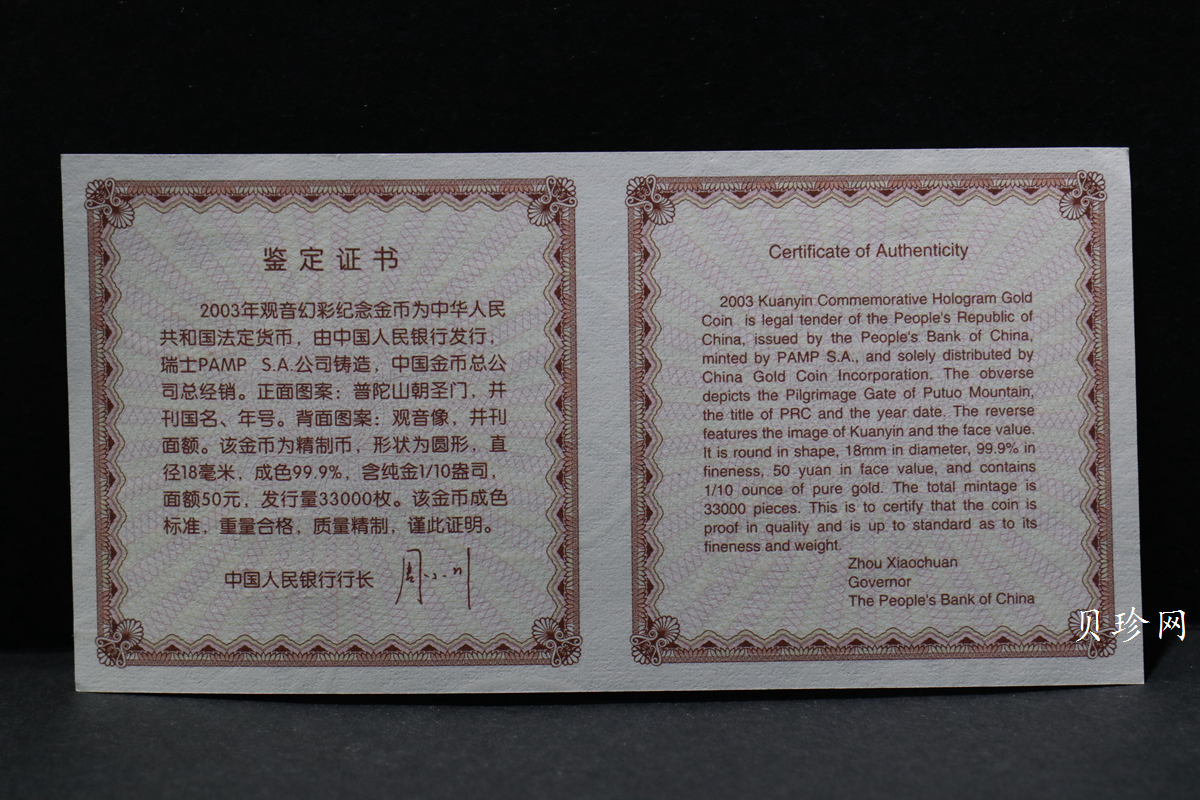 鉴定证书
2003年观音幻彩纪念金币为中华人民
共和国法定货币，由中国人民银行发行，
瑞士PAMP S.A.公司铸造，中国金币总公
司总经销。正面图案：普陀山朝圣门，并
刊国名、年号。背面图案：观音像，并刊
面额。该金币为精制币，形状为圆形，直
径18毫米，成色99.9%，含纯金1/10盎司，
面额50元，发行量33000枚。该金币成色
标准，重量合格，质量精制，谨此证明。
中国人民银行行长 周小川
Certificate of Authenticity
2003 Kuanyin Commemorative Hologram Gold
Coin is legal tender of the People's Republic of
China, issued by the People's Bank of China,
minted by PAMP S.A., and solely distributed by
China Gold Coin Incorporation. The obverse
depicts the Pilgrimage Gate of Putuo Mountain,
the title of PRC and the year date. The reverse
features the image of Kuanyin and the face value.
It is round in shape, 18mm in diameter, 99.9% in
fineness, 50 yuan in face value, and contains
1/10 ounce of pure gold. The total mintage is
33000 pieces. This is to certify that the coin is
proof in quality and is up to standard as to its
fineness and weight.
Zhou Xiaochuan
Governor
The People's Bank of China
贝珍网